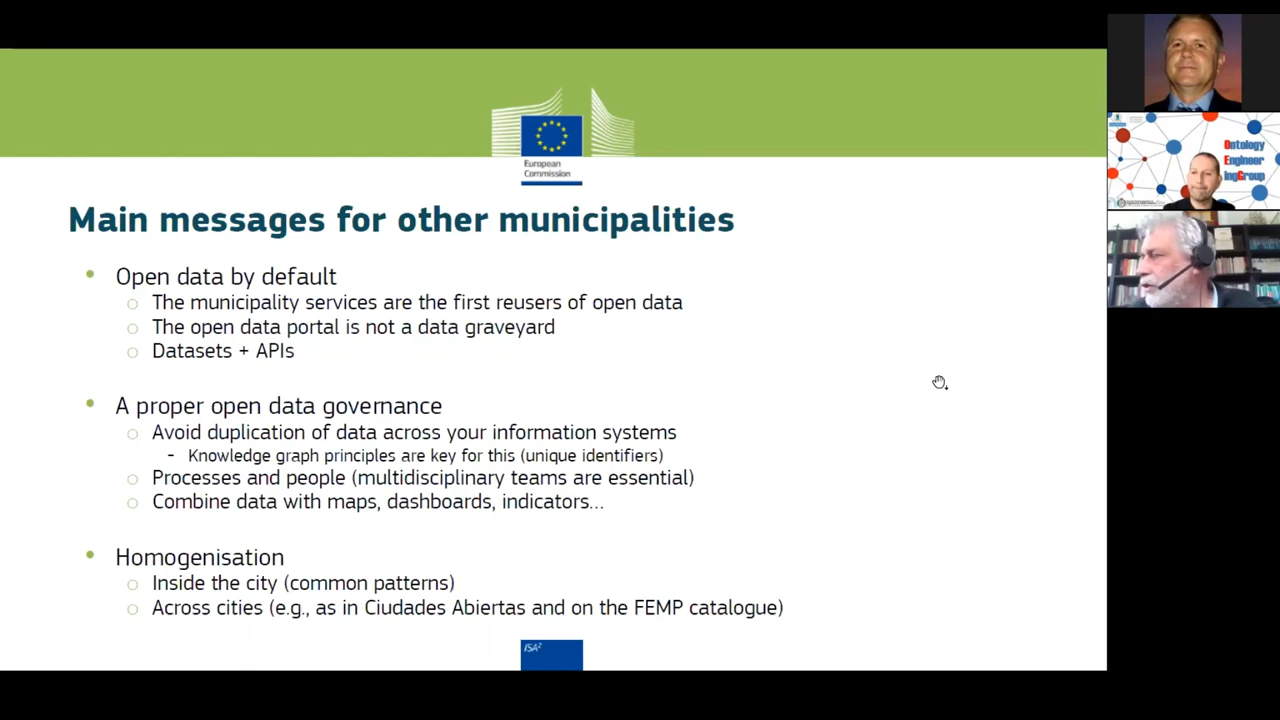 European
Commission
Main messages for other municipalities
• Open data by default
○ The municipality services are the first reusers of open data
○ The open data portal is not a data graveyard
○ Datasets + APIs
• A proper open data governance
○ Avoid duplication of data across your information systems
- Knowledge graph principles are key for this (unique identifiers)
○ Processes and people (multidisciplinary teams are essential)
○ Combine data with maps, dashboards, indicators...
• Homogenisation
○ Inside the city (common patterns)
○ Across cities (e.g., as in Ciudades Abiertas and on the FEMP catalogue)
ISA²
Ontology
Engineer
ingGroup